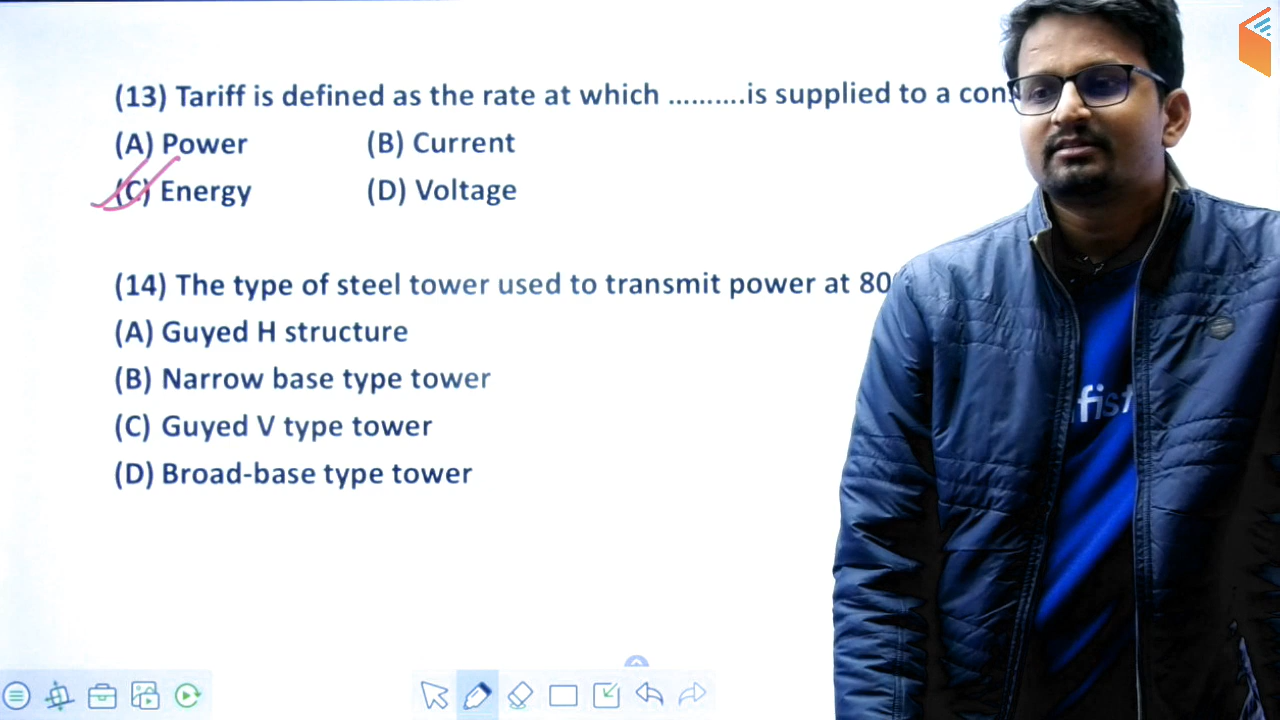 (13) Tariff is defined as the rate at which ..........is supplied to a
(A) Power (B) Current
(C) Energy (D) Voltage
(14) The type of steel tower used to transmit power at
(A) Guyed H structure
(B) Narrow base type tower
(C) Guyed V type tower
(D) Broad-base type tower